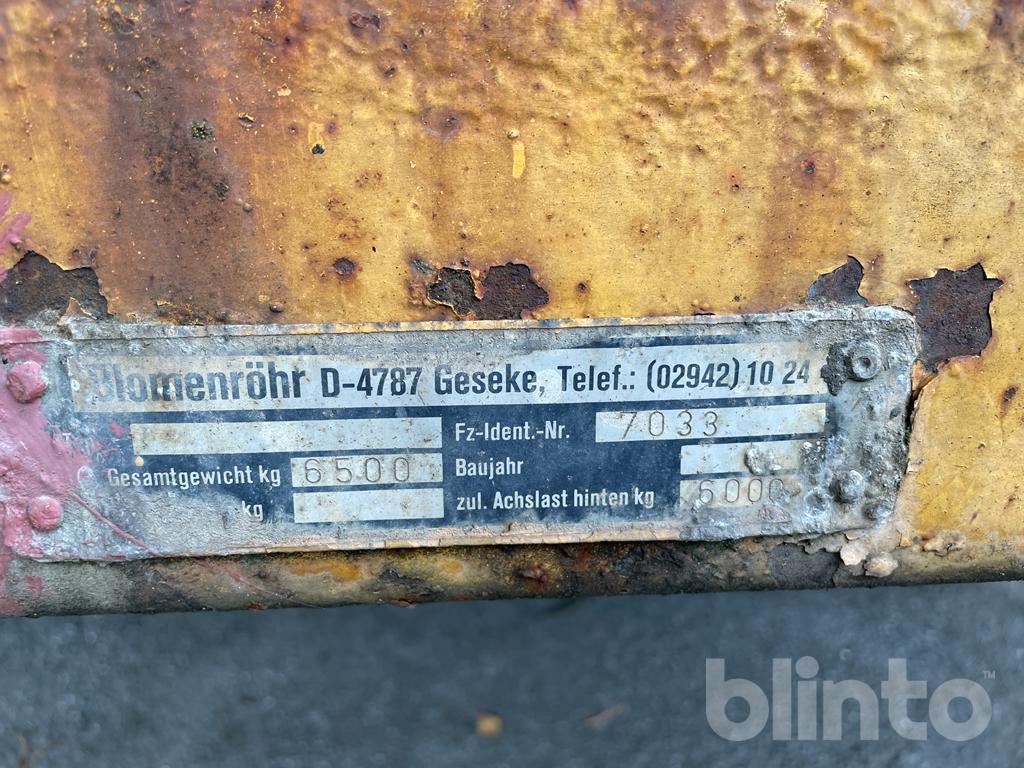 Blomenröhr D-4787 Geseke, Telef.: (02942) 10 24
Fz-Ident.-Nr. 7033
Gesamtgewicht kg 6500 Baujahr
kg zul. Achslast hinten kg 6000
blinto™